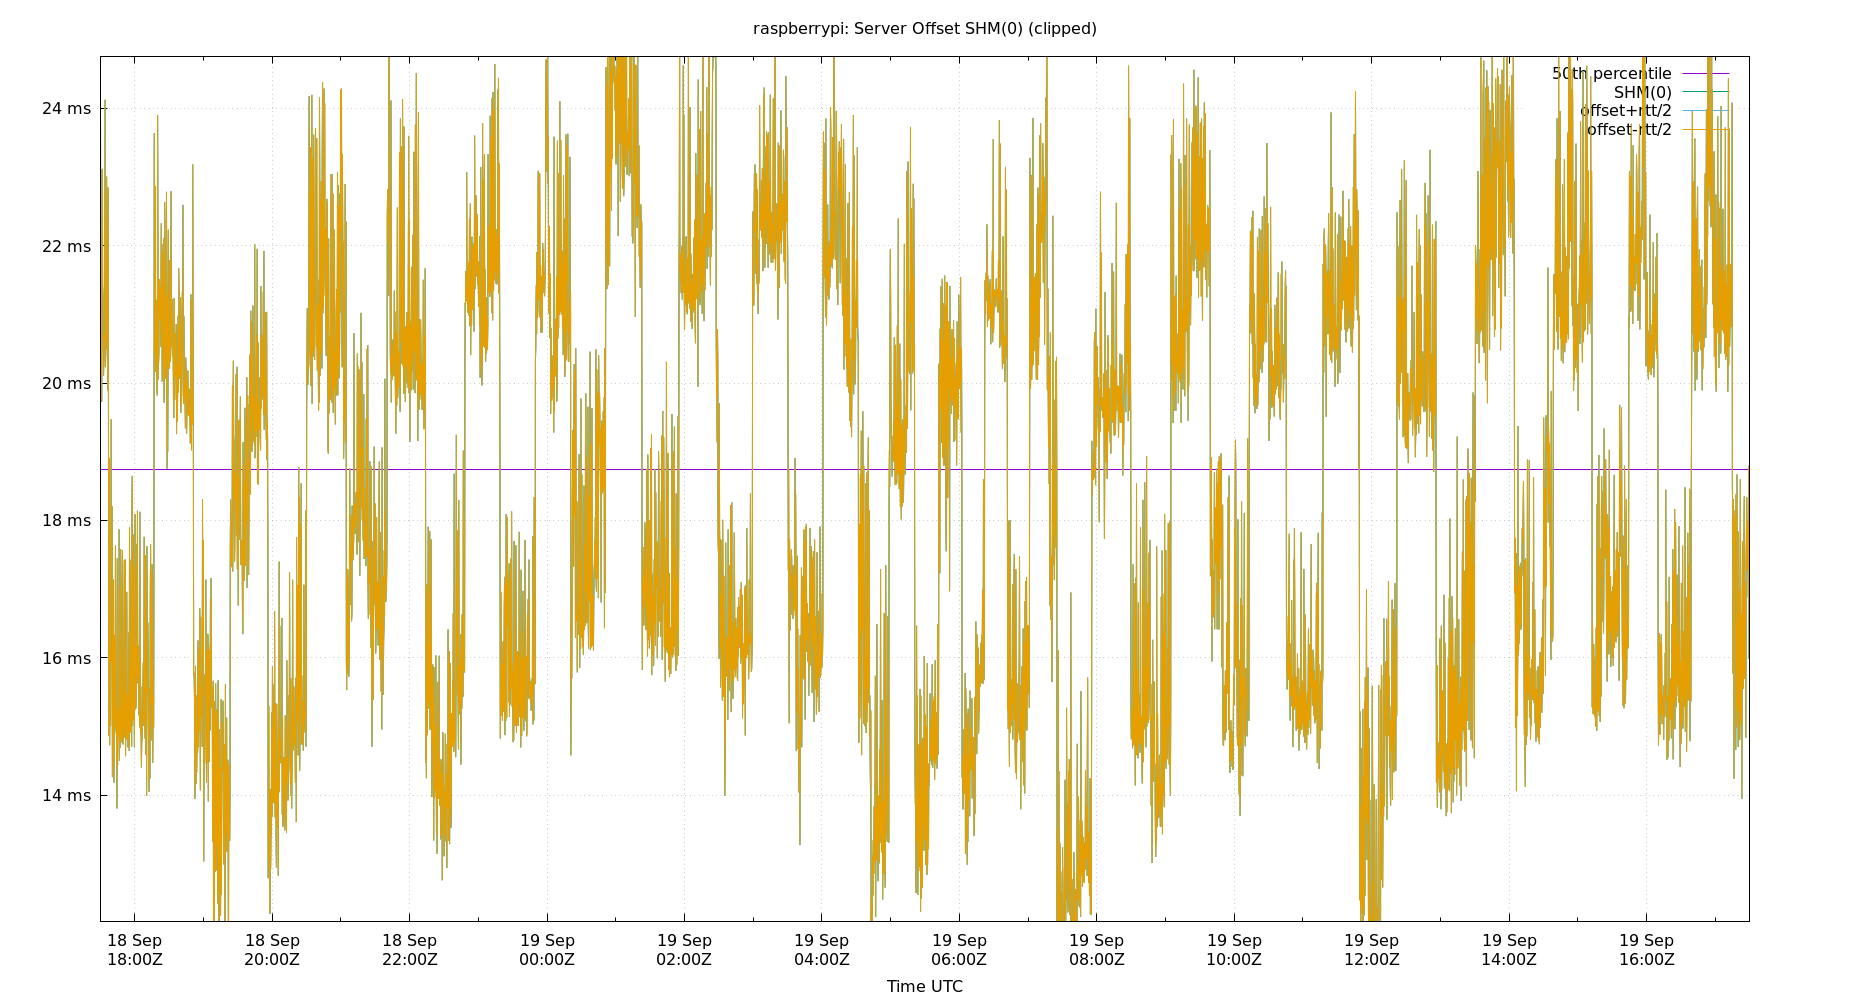 raspberrypi: Server Offset SHM(0) (clipped)
50th percentile
SHM(0)
offset+rtt/2
offset-rtt/2
24 ms
22 ms
20 ms
18 ms
16 ms
14 ms
18 Sep 18 Sep 18 Sep 19 Sep 19 Sep 19 Sep 19 Sep 19 Sep 19 Sep 19 Sep 19 Sep 19 Sep
18:00Z 20:00Z 22:00Z 00:00Z 02:00Z 04:00Z 06:00Z 08:00Z 10:00Z 12:00Z 14:00Z 16:00Z
Time UTC